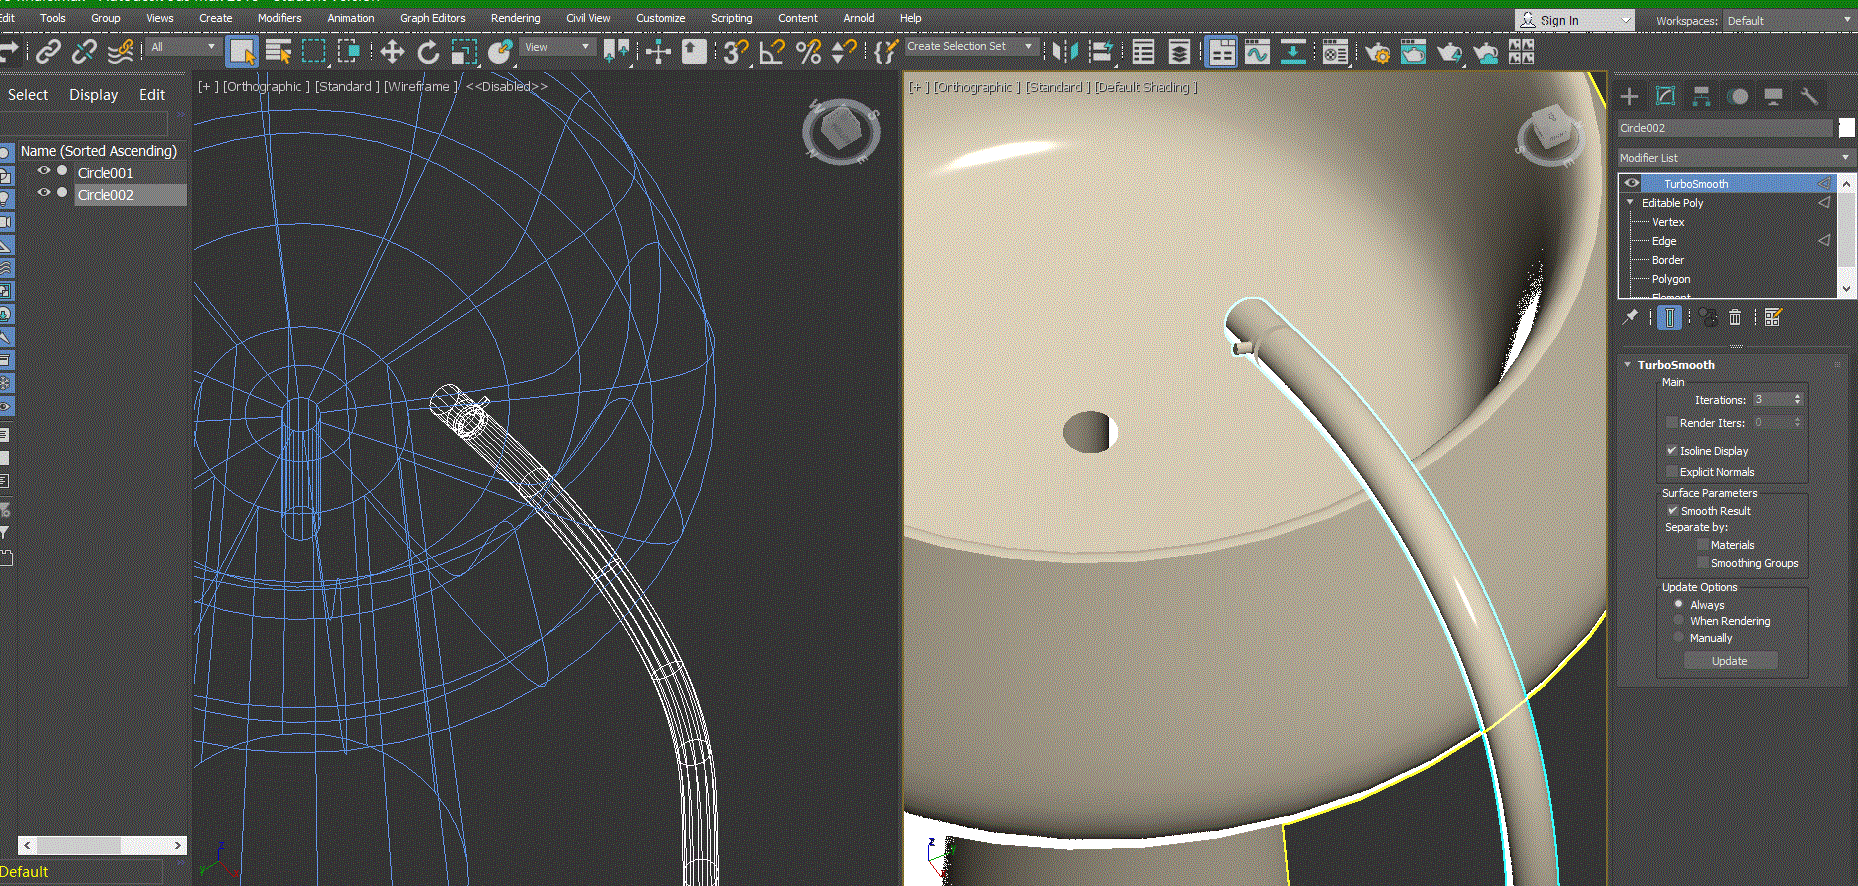 Edit Tools Group Views Create Modifiers Animation Graph Editors Rendering Civil View Customize Scripting Content Arnold Help
Sign In Workspaces: Default
All View Create Selection Set
Select Display Edit
Name (Sorted Ascending)
Circle001
Circle002
Default
[+ ] [Orthographic ] [Standard ] [Wireframe ] <<Disabled>>
[+ ] [Orthographic ] [Standard ] [Default Shading ]
Circle002
Modifier List
TurboSmooth
Editable Poly
Vertex
Edge
Border
Polygon
Element
TurboSmooth
Main
Iterations: 3
Render Iters: 0
Isoline Display
Explicit Normals
Surface Parameters
Smooth Result
Separate by:
Materials
Smoothing Groups
Update Options
Always
When Rendering
Manually
Update